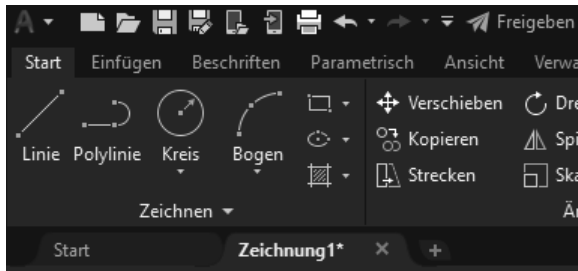 Freigeben
Start Einfügen Beschriften Parametrisch Ansicht
Linie Polylinie Kreis Bogen
Verschieben
Kopieren
Strecken
Zeichnen
Start Zeichnung1*